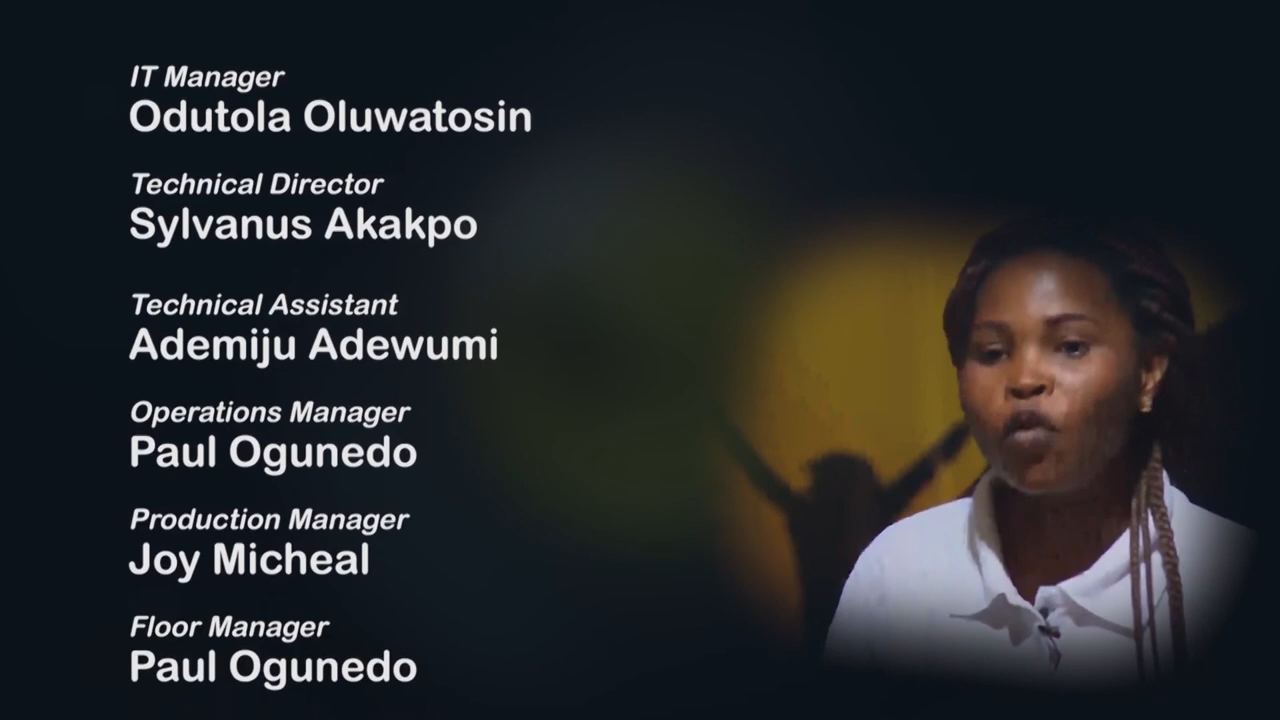 IT Manager
Odutola Oluwatosin
Technical Director
Sylvanus Akakpo
Technical Assistant
Ademiju Adewumi
Operations Manager
Paul Ogunedo
Production Manager
Joy Micheal
Floor Manager
Paul Ogunedo